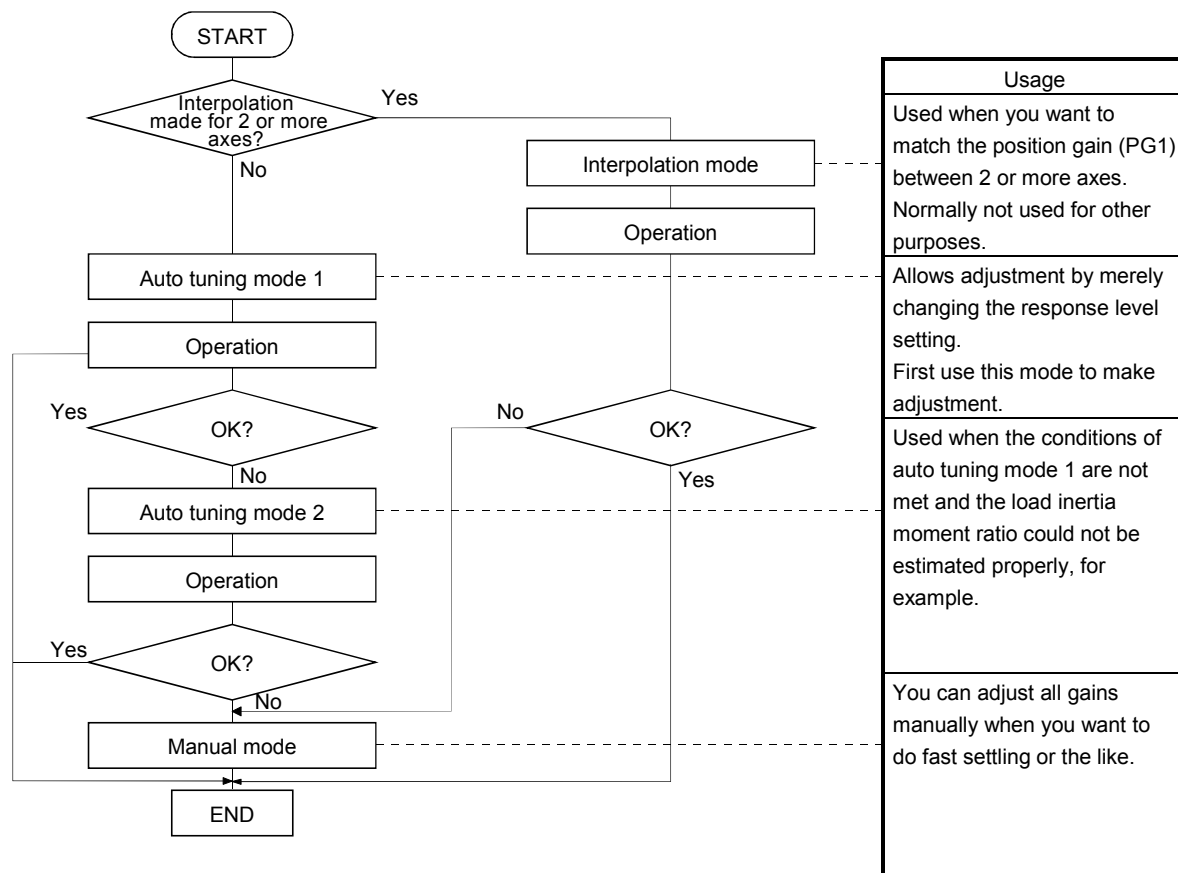 START
Interpolation
made for 2 or more
axes?
Yes
No
Interpolation mode
Operation
Auto tuning mode 1
Operation
Yes
OK?
No
No
OK?
Yes
Auto tuning mode 2
Operation
Yes
OK?
No
Manual mode
END
Usage
Used when you want to
match the position gain (PG1)
between 2 or more axes.
Normally not used for other
purposes.
Allows adjustment by merely
changing the response level
setting.
First use this mode to make
adjustment.
Used when the conditions of
auto tuning mode 1 are not
met and the load inertia
moment ratio could not be
estimated properly, for
example.
You can adjust all gains
manually when you want to
do fast settling or the like.